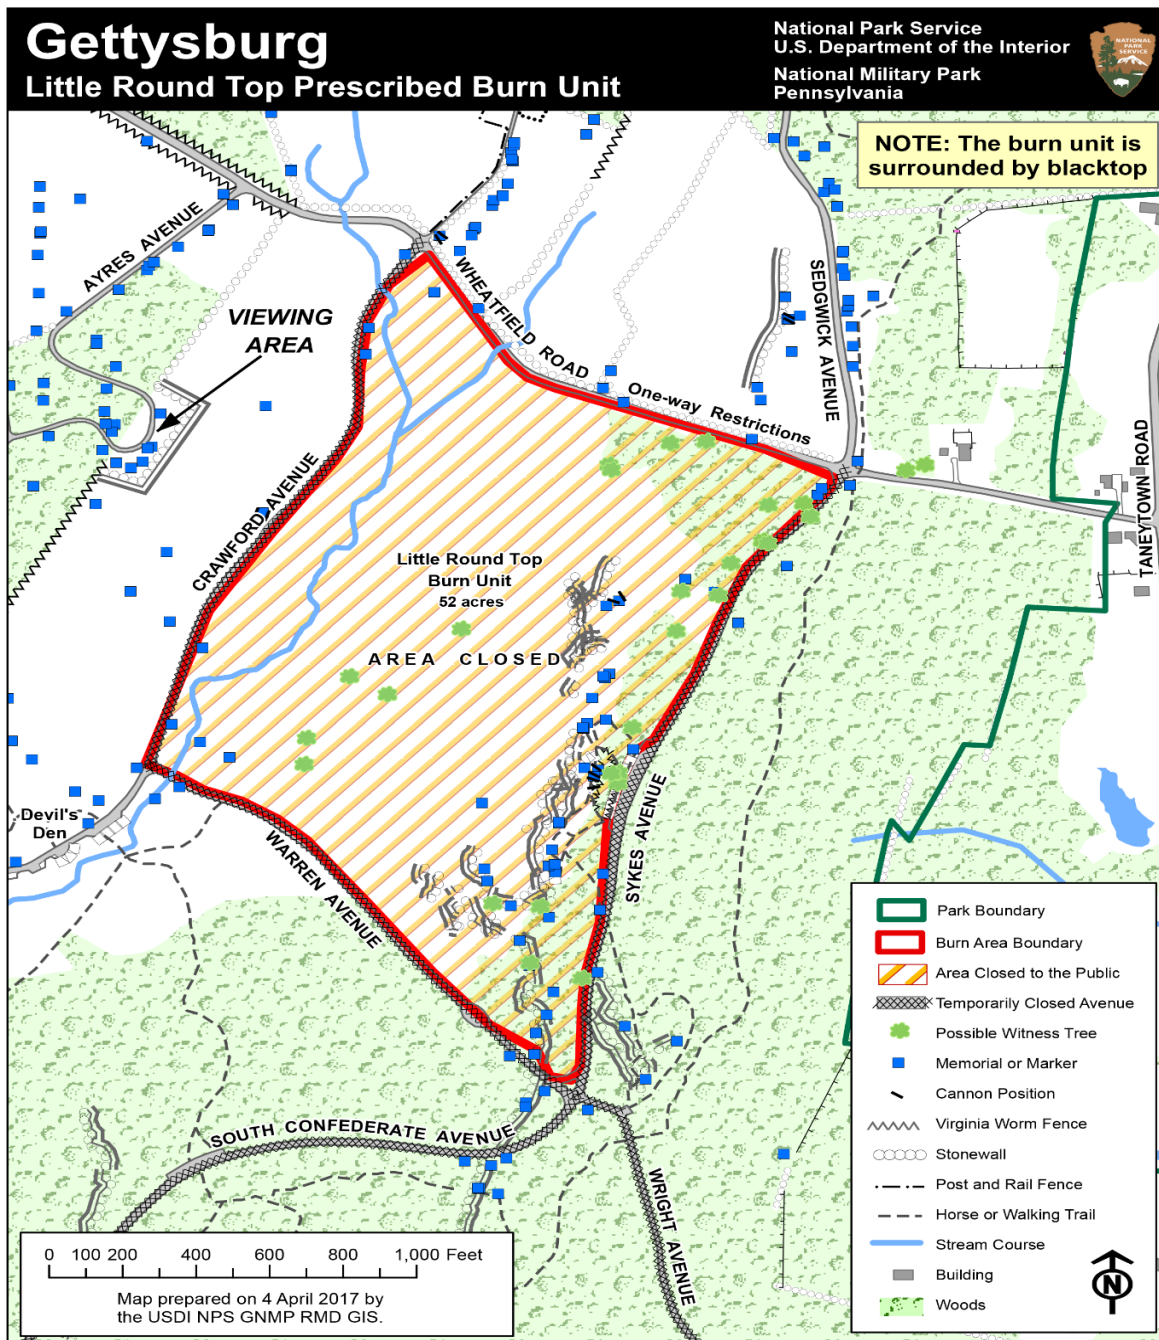 Gettysburg
Little Round Top Prescribed Burn Unit
National Park Service
U.S. Department of the Interior
National Military Park
Pennsylvania
NATIONAL
PARK
SERVICE
NOTE: The burn unit is
surrounded by blacktop
AYRES AVENUE
VIEWING
AREA
WHEATFIELD ROAD
One-way Restrictions
SEDGWICK AVENUE
TANEYTOWN ROAD
CRAWFORD AVENUE
Little Round Top
Burn Unit
52 acres
AREA CLOSED
Devil's
Den
WARREN AVENUE
SYKES AVENUE
SOUTH CONFEDERATE AVENUE
WRIGHT AVENUE
Park Boundary
Burn Area Boundary
Area Closed to the Public
Temporarily Closed Avenue
Possible Witness Tree
Memorial or Marker
Cannon Position
Virginia Worm Fence
Stonewall
Post and Rail Fence
Horse or Walking Trail
Stream Course
Building
Woods
N
0 100 200 400 600 800 1,000 Feet
Map prepared on 4 April 2017 by
the USDI NPS GNMP RMD GIS.